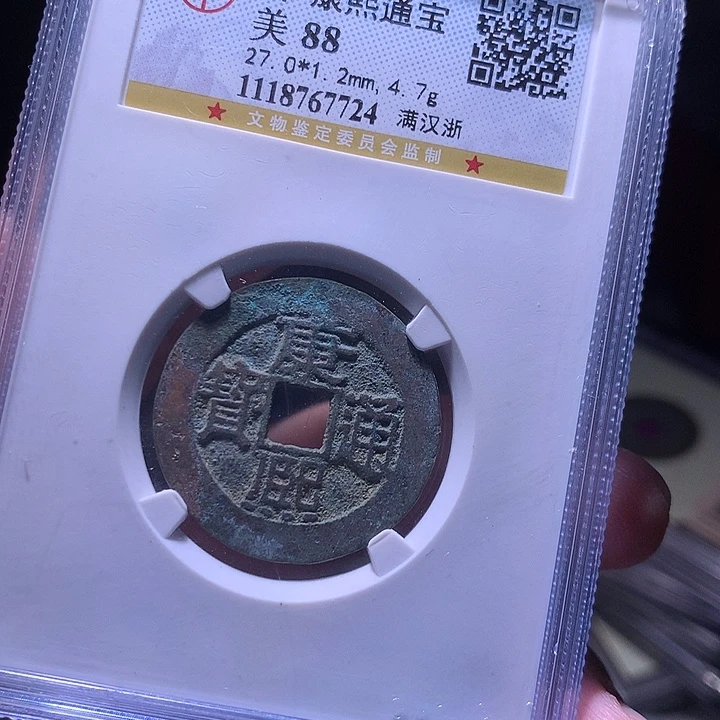 康熙通宝
美 88
27.0*1.2mm, 4.7g
1118767724 满汉浙
文物鉴定委员会监制
康熙通寶